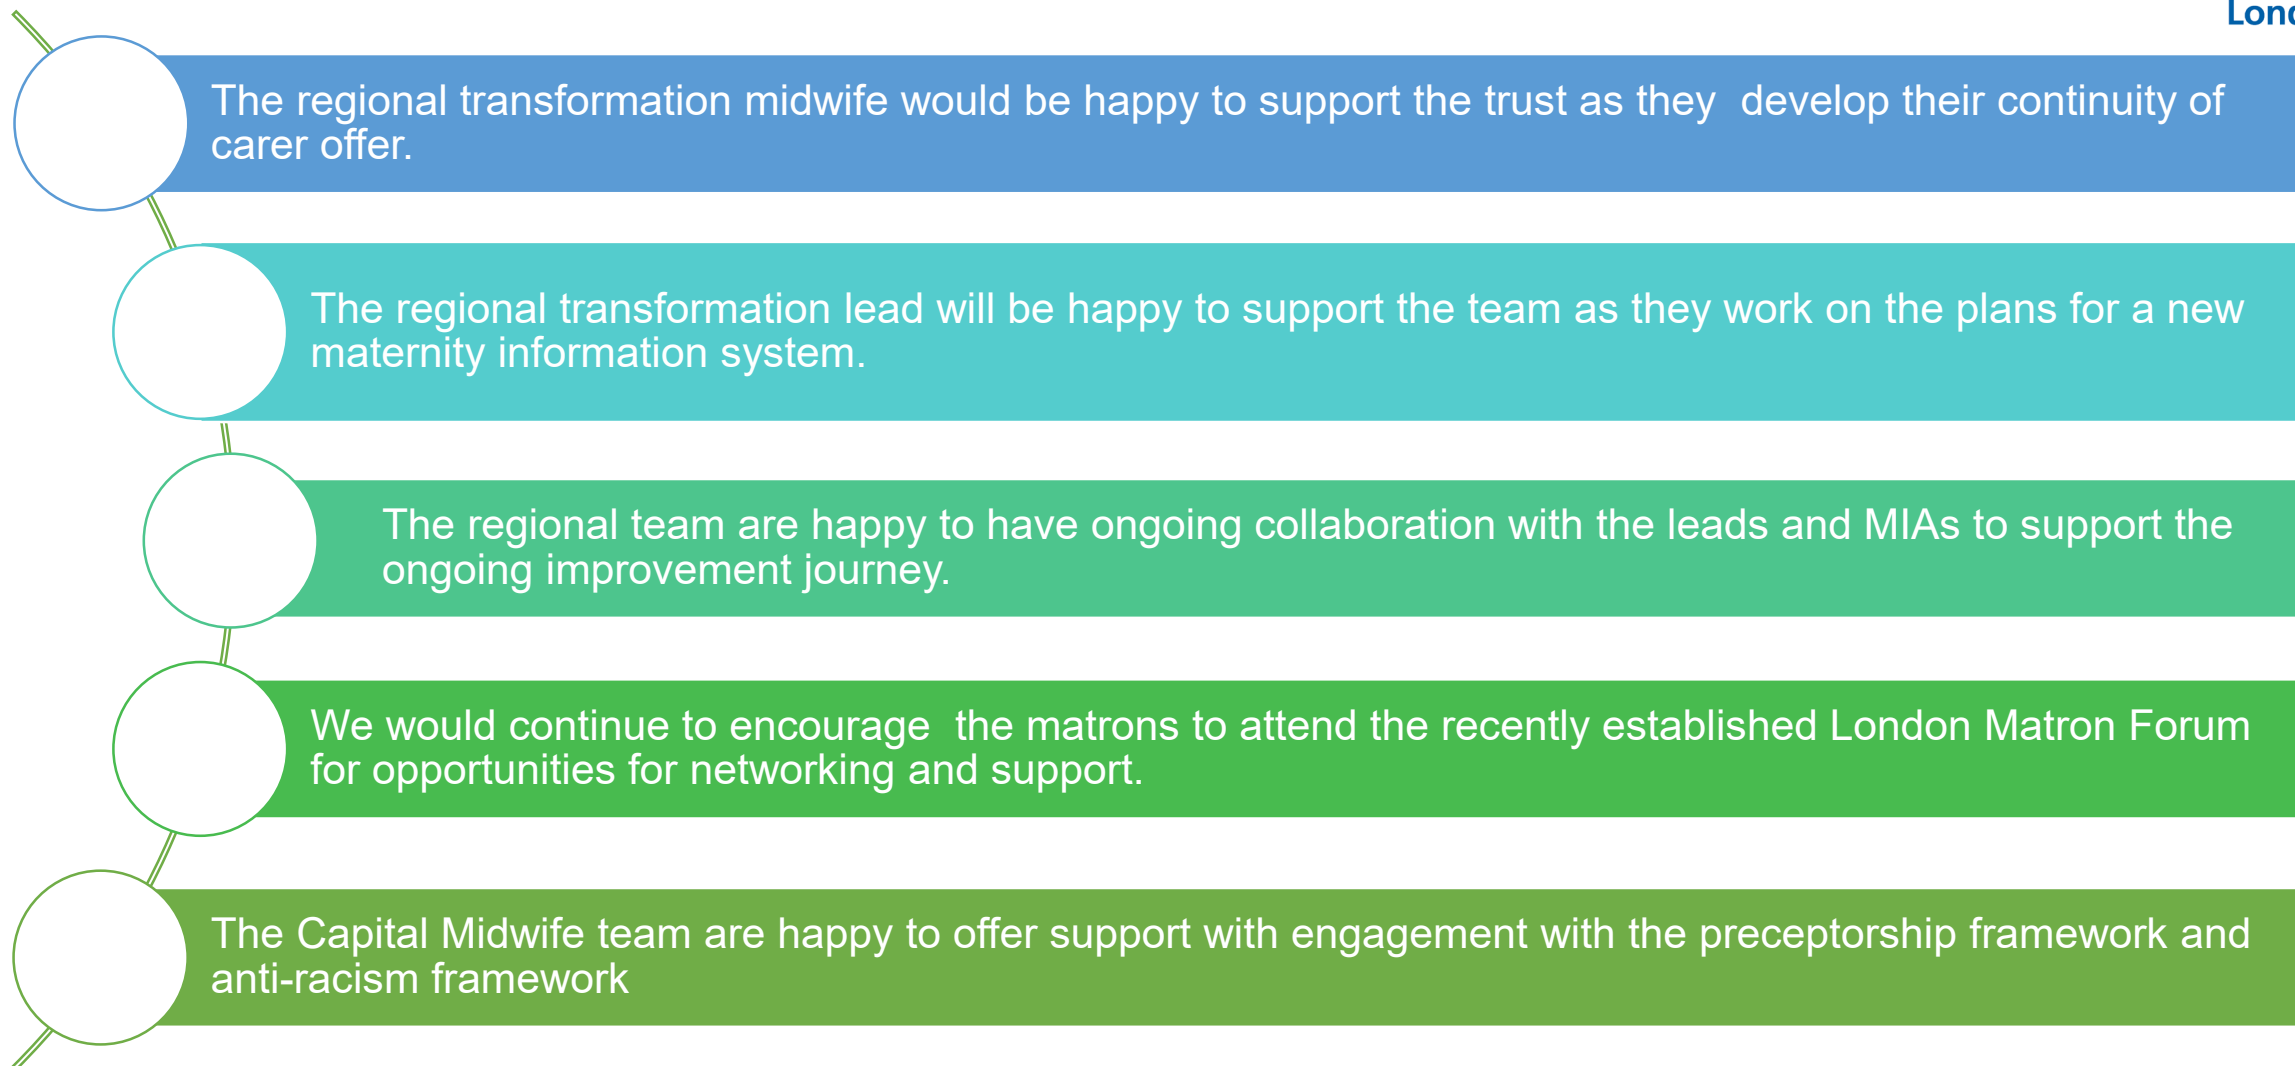 The regional transformation midwife would be happy to support the trust as they  develop their continuity of
carer offer.
The regional transformation lead will be happy to support the team as they work on the plans for a new
maternity information system.
The regional team are happy to have ongoing collaboration with the leads and MIAs to support the
ongoing improvement journey.
We would continue to encourage  the matrons to attend the recently established London Matron Forum
for opportunities for networking and support.
The Capital Midwife team are happy to offer support with engagement with the preceptorship framework and
anti-racism framework